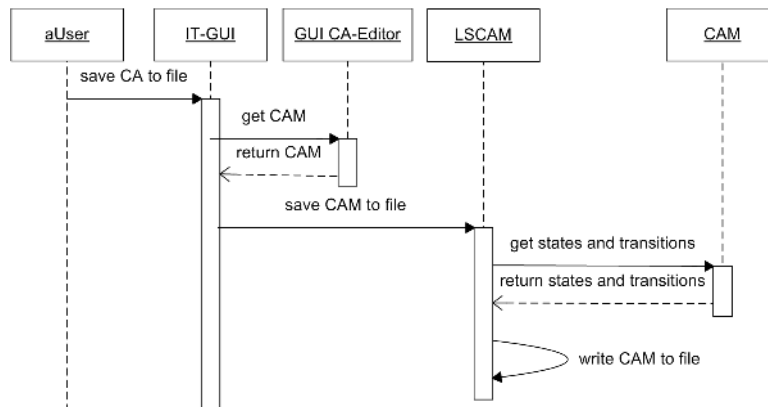 aUser
IT-GUI
GUI CA-Editor
LSCAM
CAM
save CA to file
get CAM
return CAM
save CAM to file
get states and transitions
return states and transitions
write CAM to file